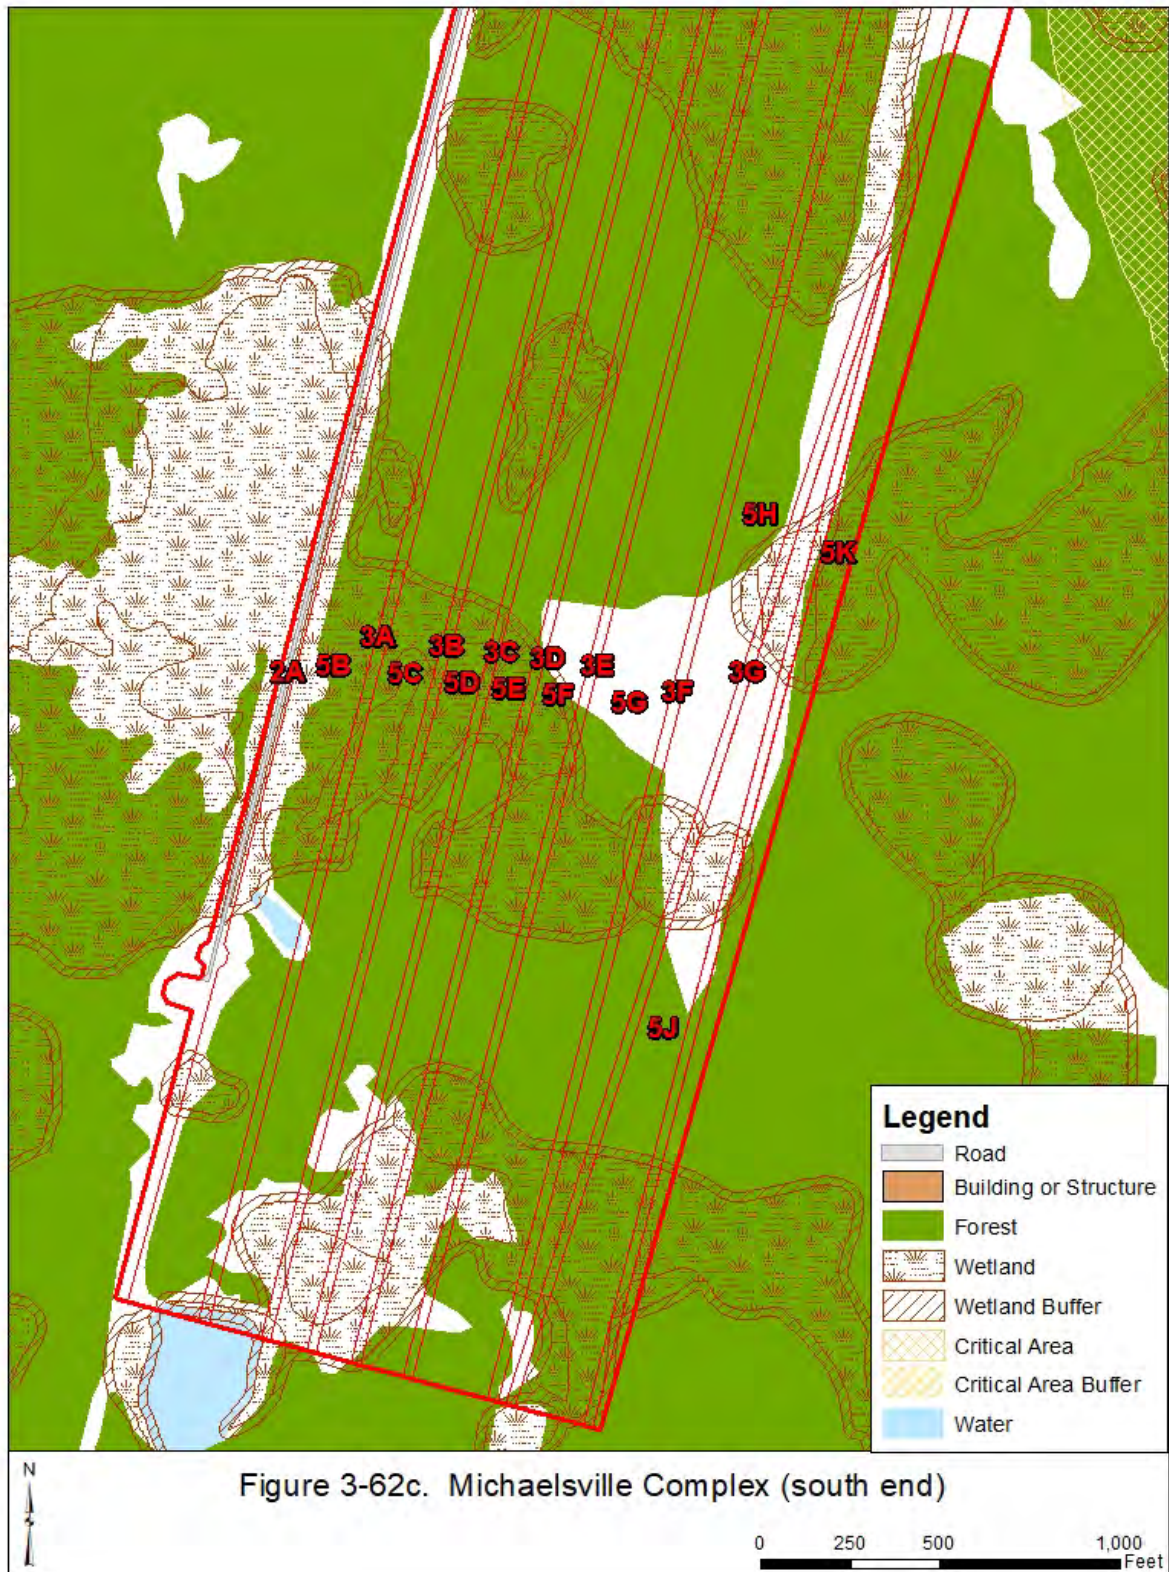 5H
5K
3A
3B
3C
3D
3E
2A
5B
5C
5D
5E
5F
5G
3F
3G
5J
Legend
Road
Building or Structure
Forest
Wetland
Wetland Buffer
Critical Area
Critical Area Buffer
Water
N
Figure 3-62c. Michaelsville Complex (south end)
0 250 500 1,000
Feet